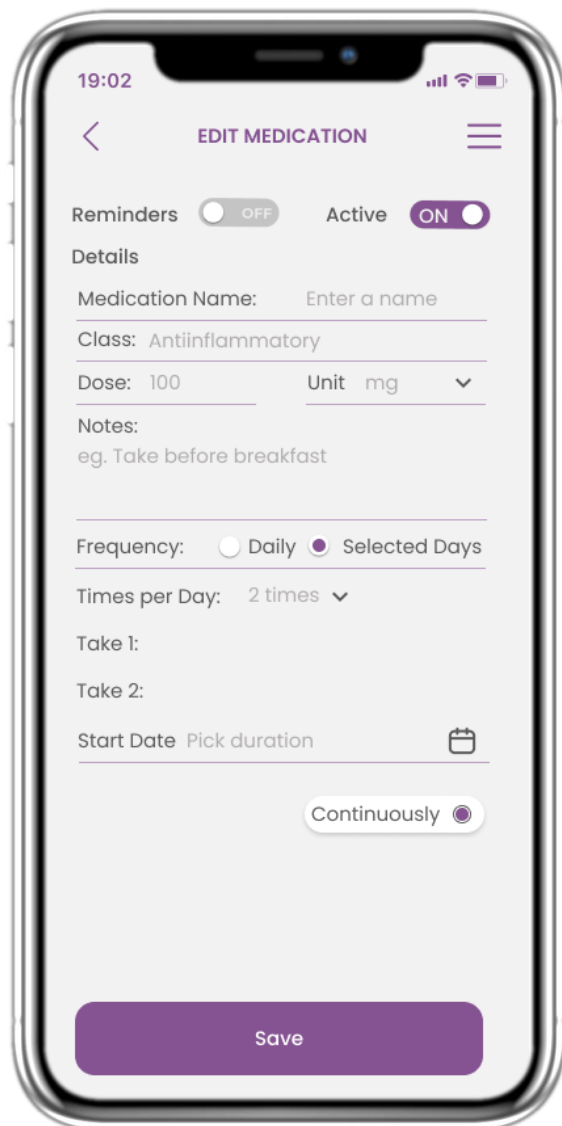 19:02
EDIT MEDICATION
Reminders OFF Active ON
Details
Medication Name: Enter a name
Class: Antiinflammatory
Dose: 100 Unit mg
Notes:
eg. Take before breakfast
Frequency: Daily Selected Days
Times per Day: 2 times
Take 1:
Take 2:
Start Date Pick duration
Continuously
Save